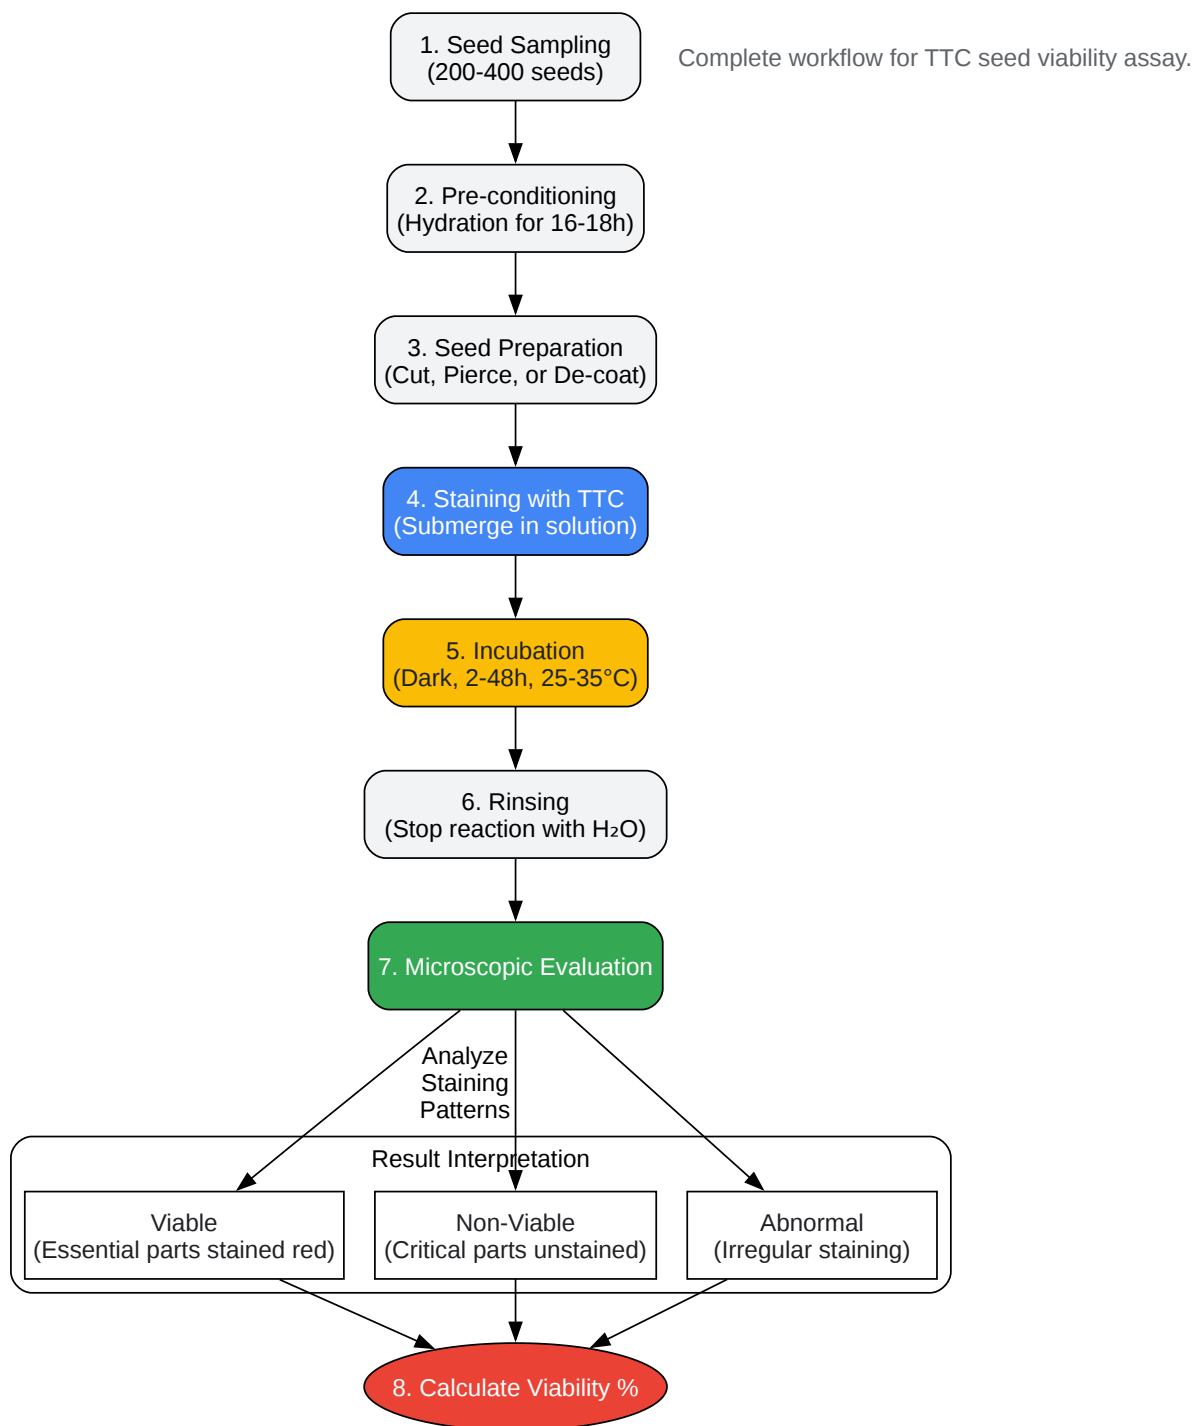 1. Seed Sampling
(200-400 seeds)
Complete workflow for TTC seed viability assay.
2. Pre-conditioning
(Hydration for 16-18h)
3. Seed Preparation
(Cut, Pierce, or De-coat)
4. Staining with TTC
(Submerge in solution)
5. Incubation
(Dark, 2-48h, 25-35°C)
6. Rinsing
(Stop reaction with H₂O)
7. Microscopic Evaluation
Analyze
Staining
Patterns
Result Interpretation
Viable
(Essential parts stained red)
Non-Viable
(Critical parts unstained)
Abnormal
(Irregular staining)
8. Calculate Viability %